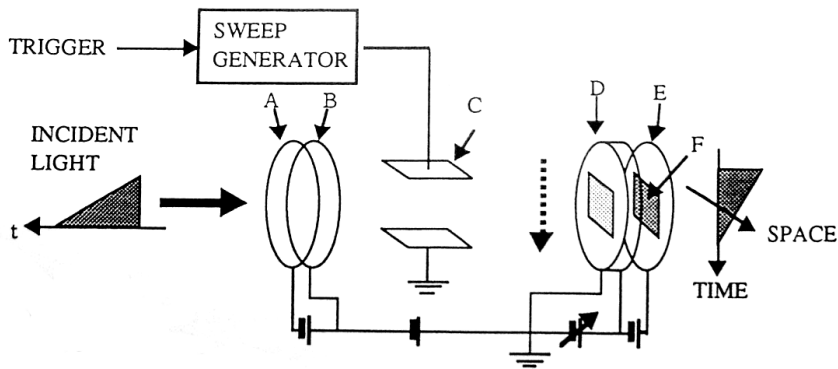 TRIGGER
SWEEP
GENERATOR
A
B
C
D
E
F
INCIDENT
LIGHT
t
SPACE
TIME